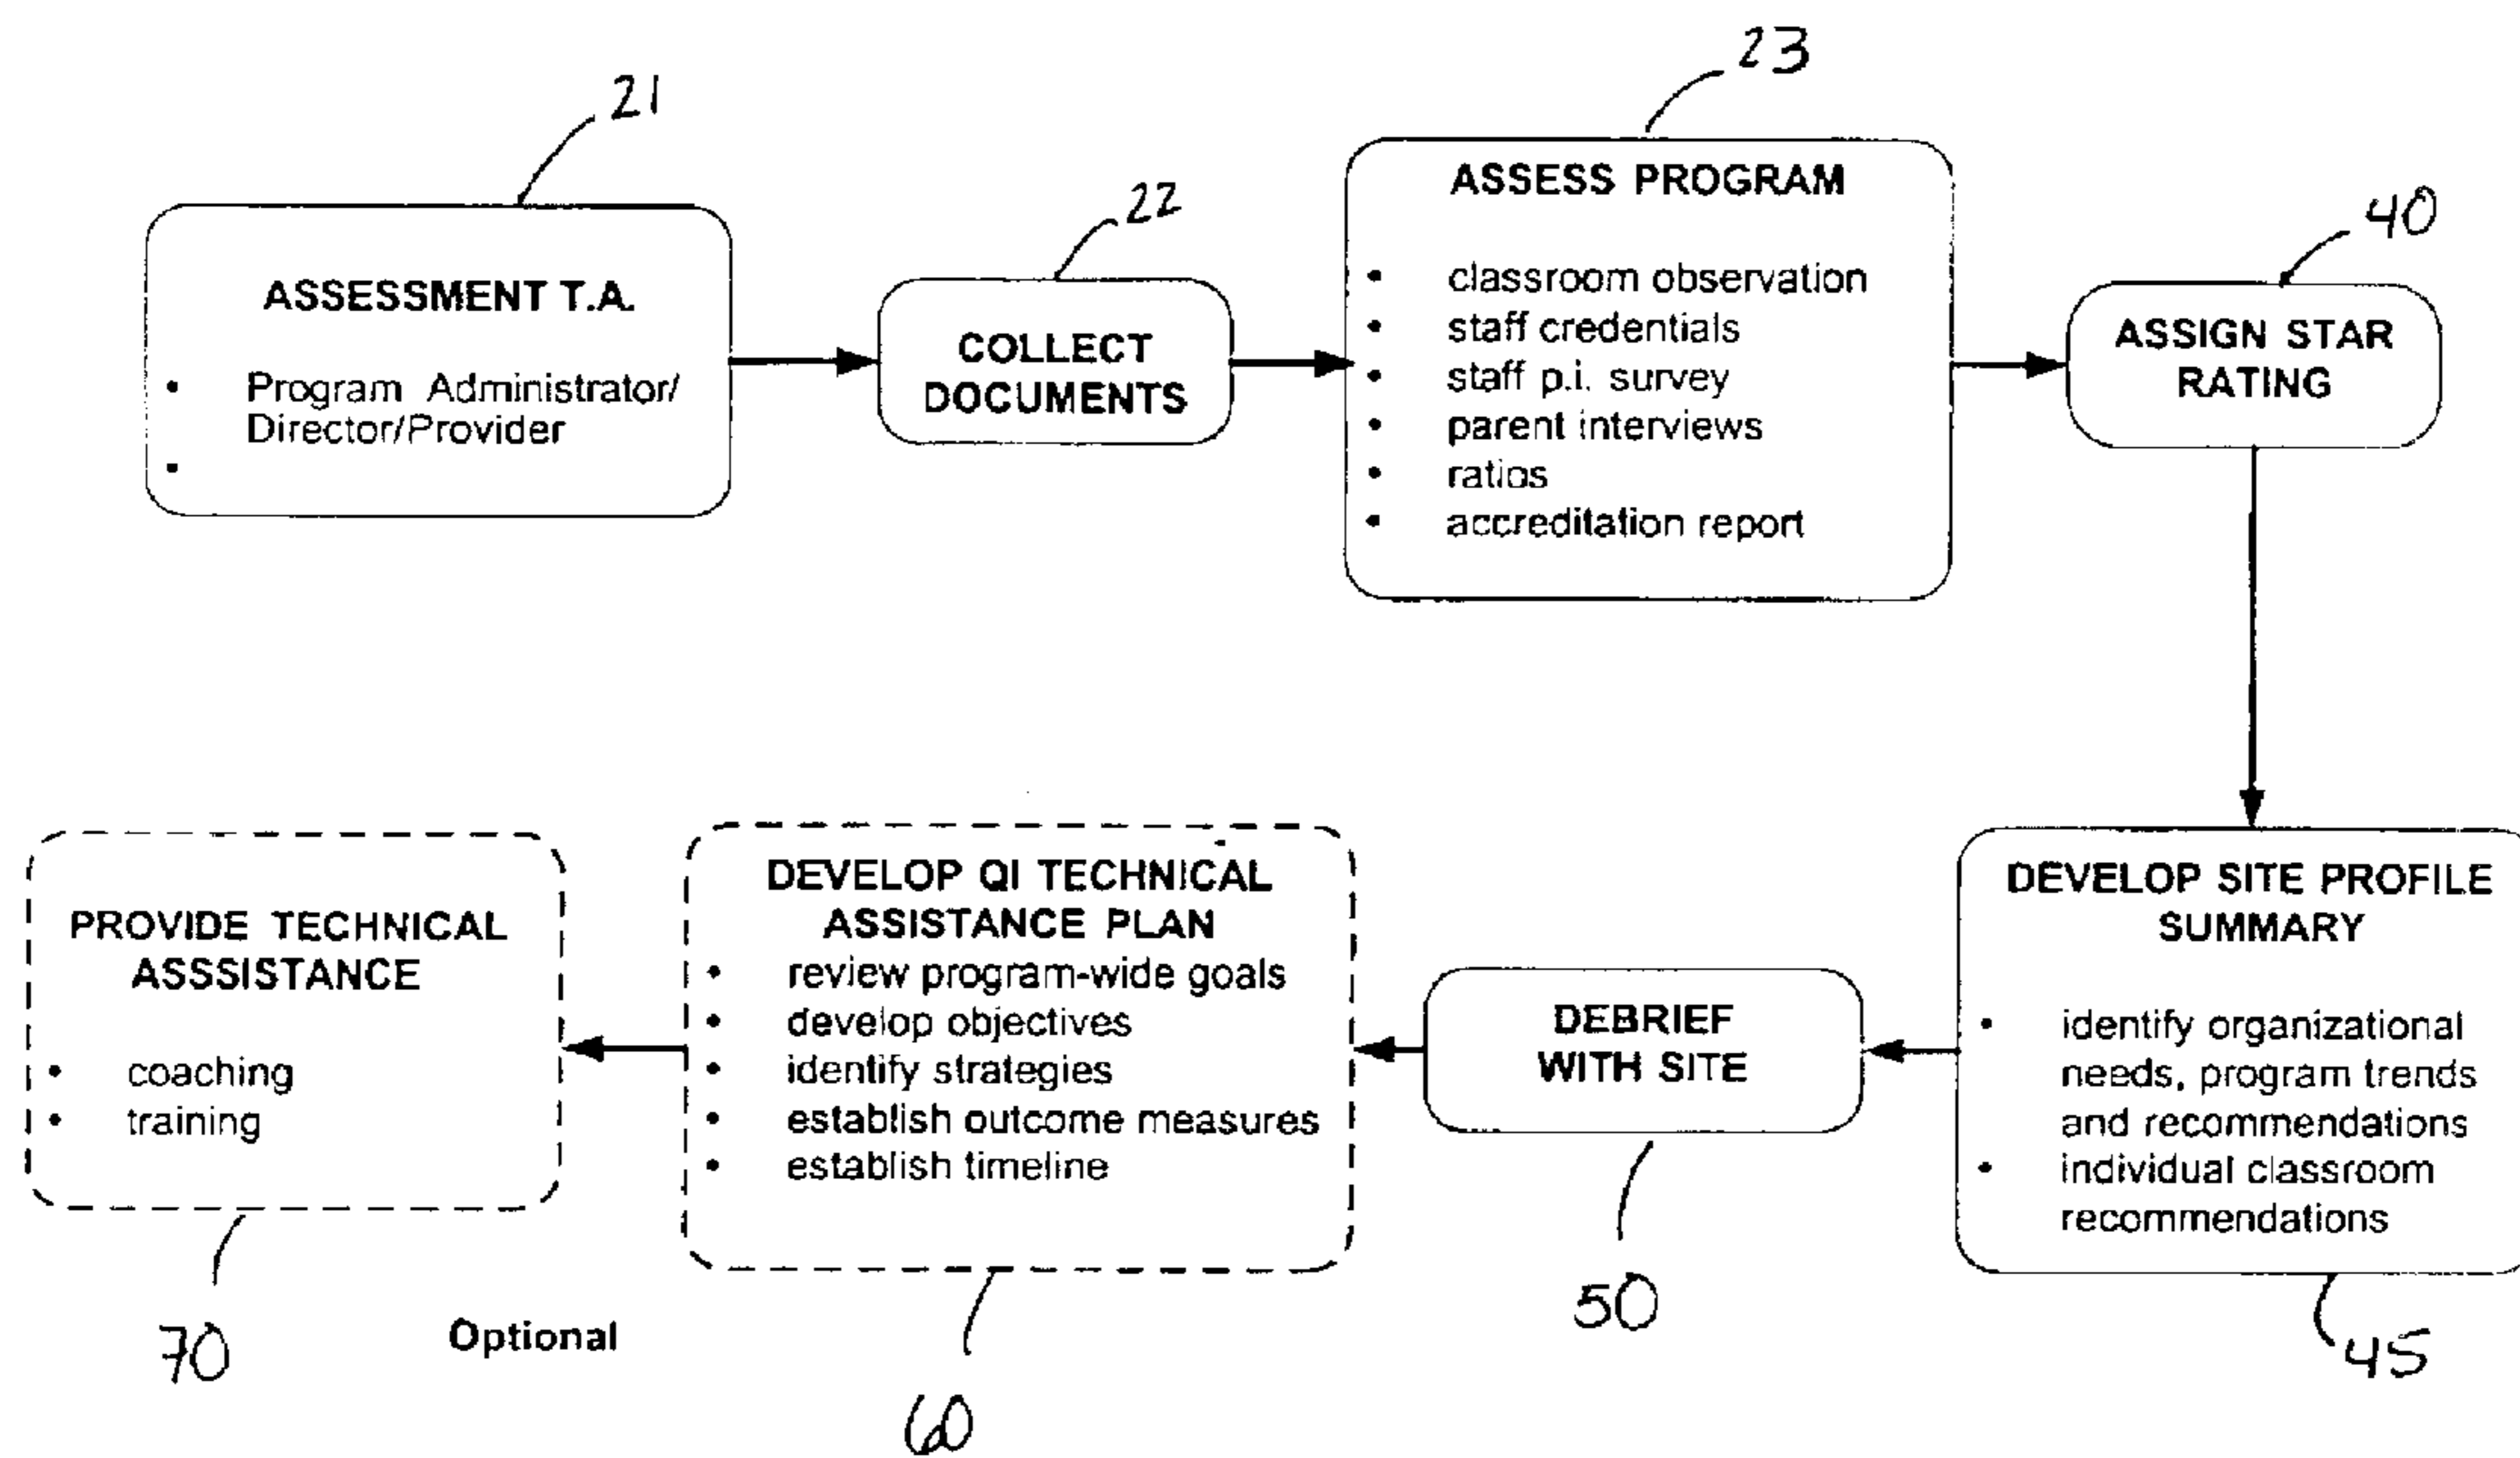 21
ASSESSMENT T.A.
• Program Administrator/
Director/Provider
•
22
COLLECT
DOCUMENTS
23
ASSESS PROGRAM
• classroom observation
• staff credentials
• staff p.i. survey
• parent interviews
• ratios
• accreditation report
40
ASSIGN STAR
RATING
DEVELOP SITE PROFILE
SUMMARY
• identify organizational
needs, program trends
and recommendations
• individual classroom
recommendations
45
DEBRIEF
WITH SITE
50
DEVELOP QI TECHNICAL
ASSISTANCE PLAN
• review program-wide goals
• develop objectives
• identify strategies
• establish outcome measures
• establish timeline
60
PROVIDE TECHNICAL
ASSSISTANCE
• coaching
• training
70
Optional